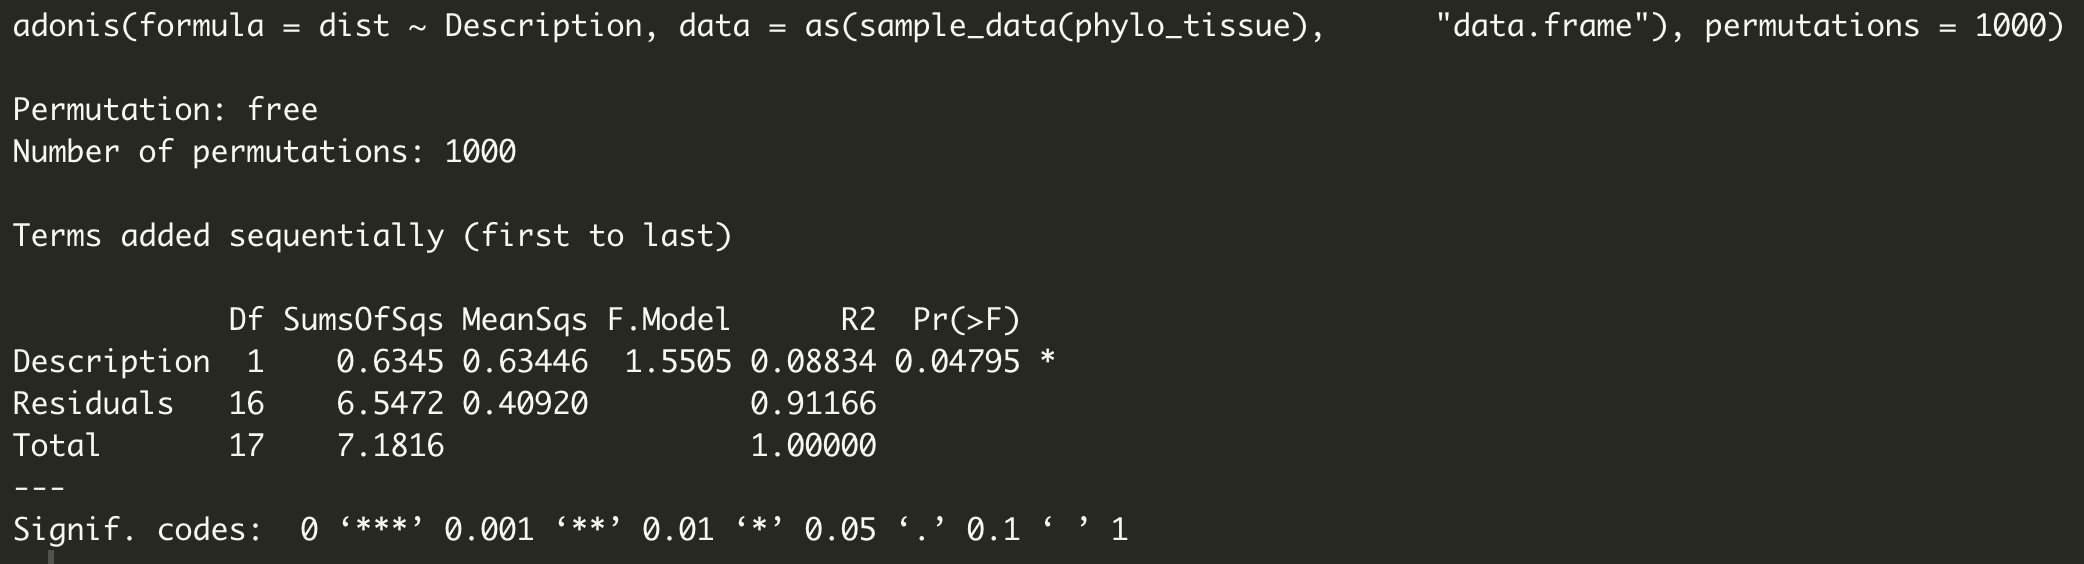 adonis(formula = dist ~ Description, data = as(sample_data(phylo_tissue),      "data.frame"), permutations = 1000)
Permutation: free
Number of permutations: 1000
Terms added sequentially (first to last)
            Df SumsOfSqs MeanSqs F.Model      R2  Pr(>F)
Description  1    0.6345 0.63446  1.5505 0.08834 0.04795 *
Residuals   16    6.5472 0.40920         0.91166
Total       17    7.1816                 1.00000
---
Signif. codes:  0 ‘***’ 0.001 ‘**’ 0.01 ‘*’ 0.05 ‘.’ 0.1 ‘ ’ 1